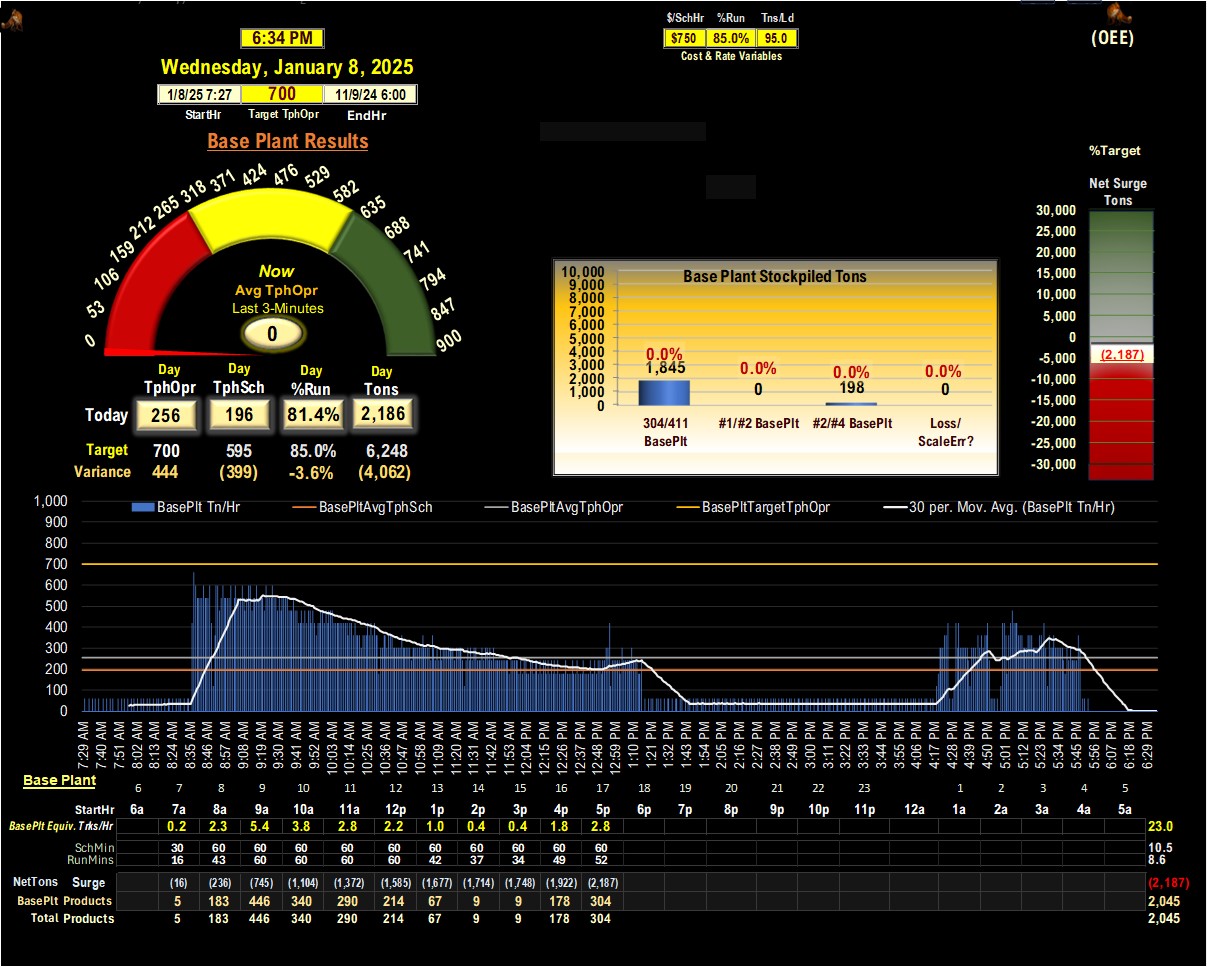 $/SchHr %Run Tns/Ld
$750 85.0% 95.0
Cost & Rate Variables
(OEE)
6:34 PM
Wednesday, January 8, 2025
1/8/25 7:27 700 11/9/24 6:00
StartHr Target TphOpr EndHr
Base Plant Results
0 53 106 159 212 265 318 371 424 476 529 582 635 688 741 794 847 900
Now
Avg TphOpr
Last 3-Minutes
0
Day Day Day Day
TphOpr TphSch %Run Tons
Today 256 196 81.4% 2,186
Target 700 595 85.0% 6,248
Variance 444 (399) -3.6% (4,062)
Base Plant Stockpiled Tons
10,000
9,000
8,000
7,000
6,000
5,000
4,000
3,000
2,000
1,000
0
0.0% 0.0% 0.0% 0.0%
1,845 0 198 0
304/411 #1/#2 BasePlt #2/#4 BasePlt Loss/
BasePlt ScaleErr?
%Target
Net Surge
Tons
30,000
25,000
20,000
15,000
10,000
5,000
0
-5,000
-10,000
-15,000
-20,000
-25,000
-30,000
(2,187)
BasePlt Tn/Hr BasePltAvgTphSch BasePltAvgTphOpr BasePltTargetTphOpr 30 per. Mov. Avg. (BasePlt Tn/Hr)
1,000
900
800
700
600
500
400
300
200
100
0
7:29 AM 7:40 AM 7:51 AM 8:02 AM 8:13 AM 8:24 AM 8:35 AM 8:46 AM 8:57 AM 9:08 AM 9:19 AM 9:30 AM 9:41 AM 9:52 AM 10:03 AM 10:14 AM 10:25 AM 10:36 AM 10:47 AM 10:58 AM 11:09 AM 11:20 AM 11:31 AM 11:42 AM 11:53 AM 12:04 PM 12:15 PM 12:26 PM 12:37 PM 12:48 PM 12:59 PM 1:10 PM 1:21 PM 1:32 PM 1:43 PM 1:54 PM 2:05 PM 2:16 PM 2:27 PM 2:38 PM 2:49 PM 3:00 PM 3:11 PM 3:22 PM 3:33 PM 3:44 PM 3:55 PM 4:06 PM 4:17 PM 4:28 PM 4:39 PM 4:50 PM 5:01 PM 5:12 PM 5:23 PM 5:34 PM 5:45 PM 5:56 PM 6:07 PM 6:18 PM 6:29 PM
Base Plant
6 7 8 9 10 11 12 13 14 15 16 17 18 19 20 21 22 23 1 2 3 4 5
StartHr 6a 7a 8a 9a 10a 11a 12p 1p 2p 3p 4p 5p 6p 7p 8p 9p 10p 11p 12a 1a 2a 3a 4a 5a
BasePlt Equiv. Trks/Hr 0.2 2.3 5.4 3.8 2.8 2.2 1.0 0.4 0.4 1.8 2.8 23.0
SchMin 30 60 60 60 60 60 60 60 60 60 60 10.5
RunMins 16 43 60 60 60 60 42 37 34 49 52 8.6
NetTons Surge (16) (236) (745) (1,104) (1,372) (1,585) (1,677) (1,714) (1,748) (1,922) (2,187) (2,187)
BasePlt Products 5 183 446 340 290 214 67 9 9 178 304 2,045
Total Products 5 183 446 340 290 214 67 9 9 178 304 2,045